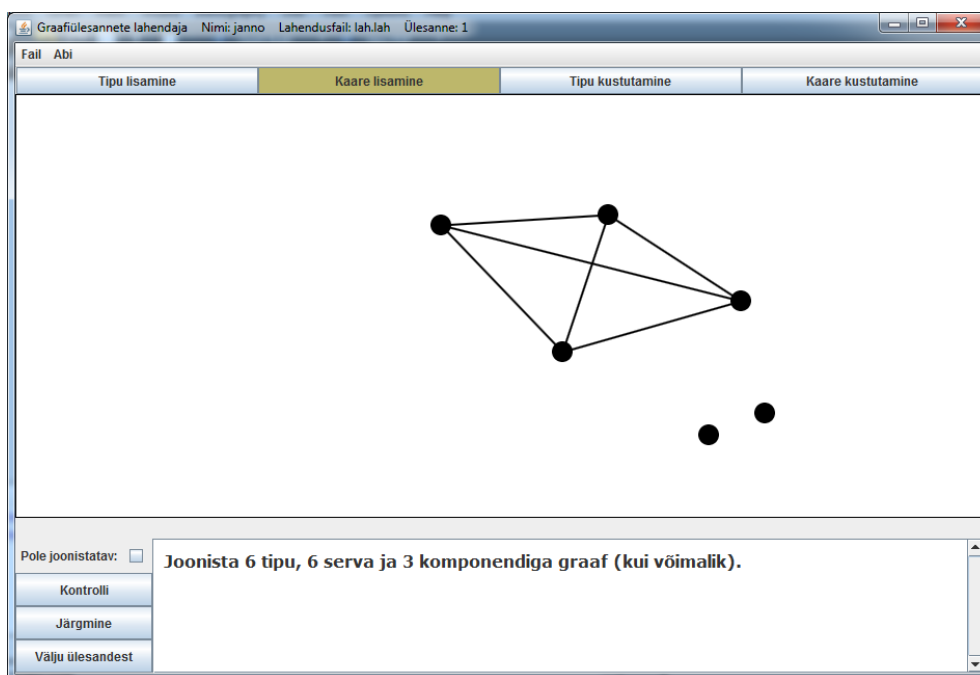 Graafiülesannete lahendaja Nimi: janno Lahendusfail: lah.lah Ülesanne: 1
Fail Abi
Tipu lisamine Kaare lisamine Tipu kustutamine Kaare kustutamine
Pole joonistatav:
Joonista 6 tipu, 6 serva ja 3 komponendiga graaf (kui võimalik).
Kontrolli
Järgmine
Välju ülesandest